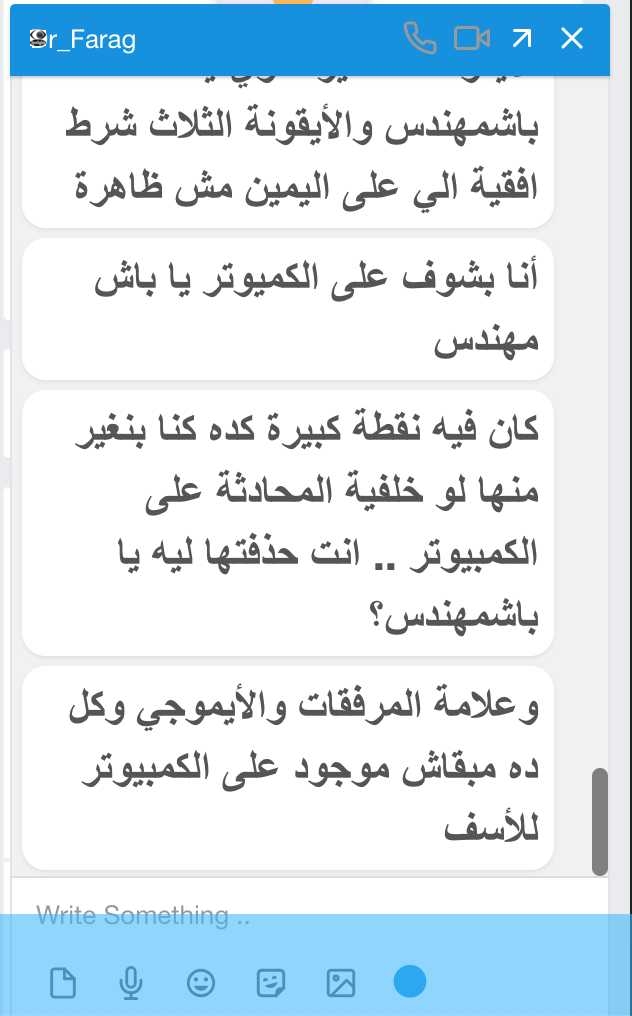 Dr_Farag
باشمهندس والأيقونة الثلاث شرط
افقية الي على اليمين مش ظاهرة
أنا بشوف على الكميوتر يا باش
مهندس
كان فيه نقطة كبيرة كده كنا بنغير
منها لو خلفية المحادثة على
الكمبيوتر .. انت حذفتها ليه يا
باشمهندس؟
وعلامة المرفقات والأيموجي وكل
ده مبقاش موجود على الكمبيوتر
للأسف
Write Something ..